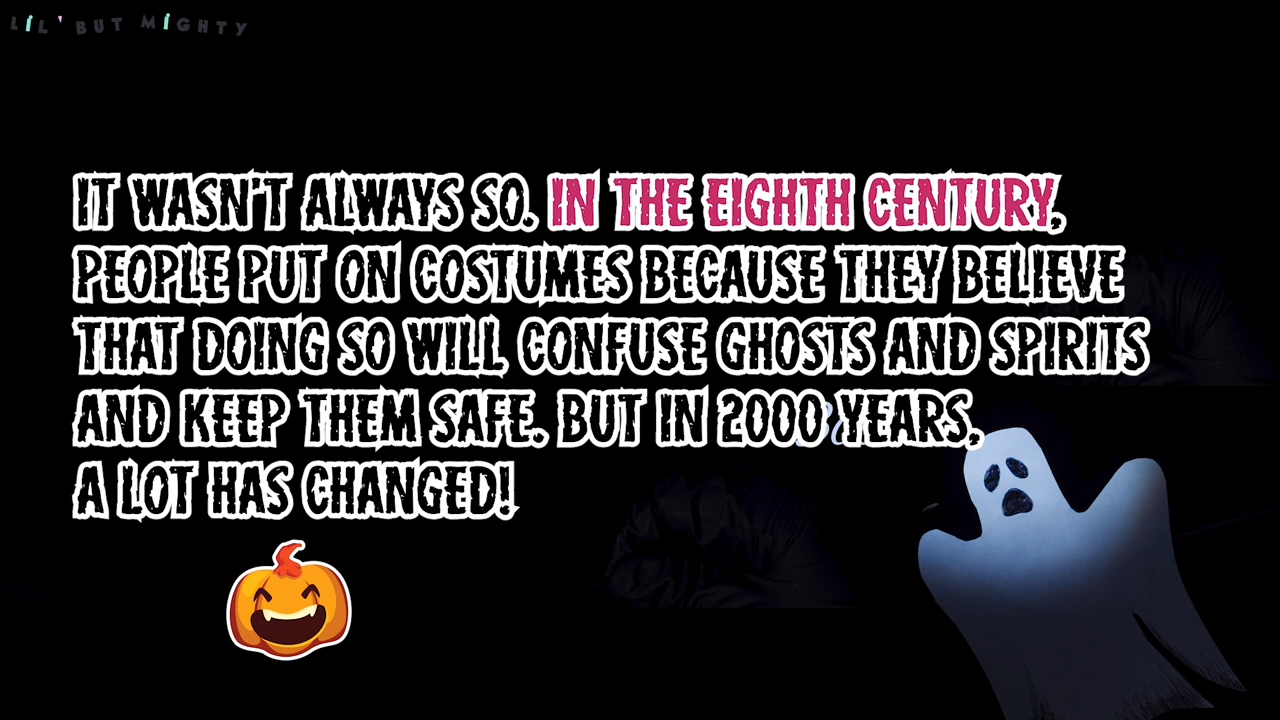 LIL' BUT MIGHTY
IT WASN'T ALWAYS SO. IN THE EIGHTH CENTURY,
PEOPLE PUT ON COSTUMES BECAUSE THEY BELIEVE
THAT DOING SO WILL CONFUSE GHOSTS AND SPIRITS
AND KEEP THEM SAFE. BUT IN 2000 YEARS,
A LOT HAS CHANGED!